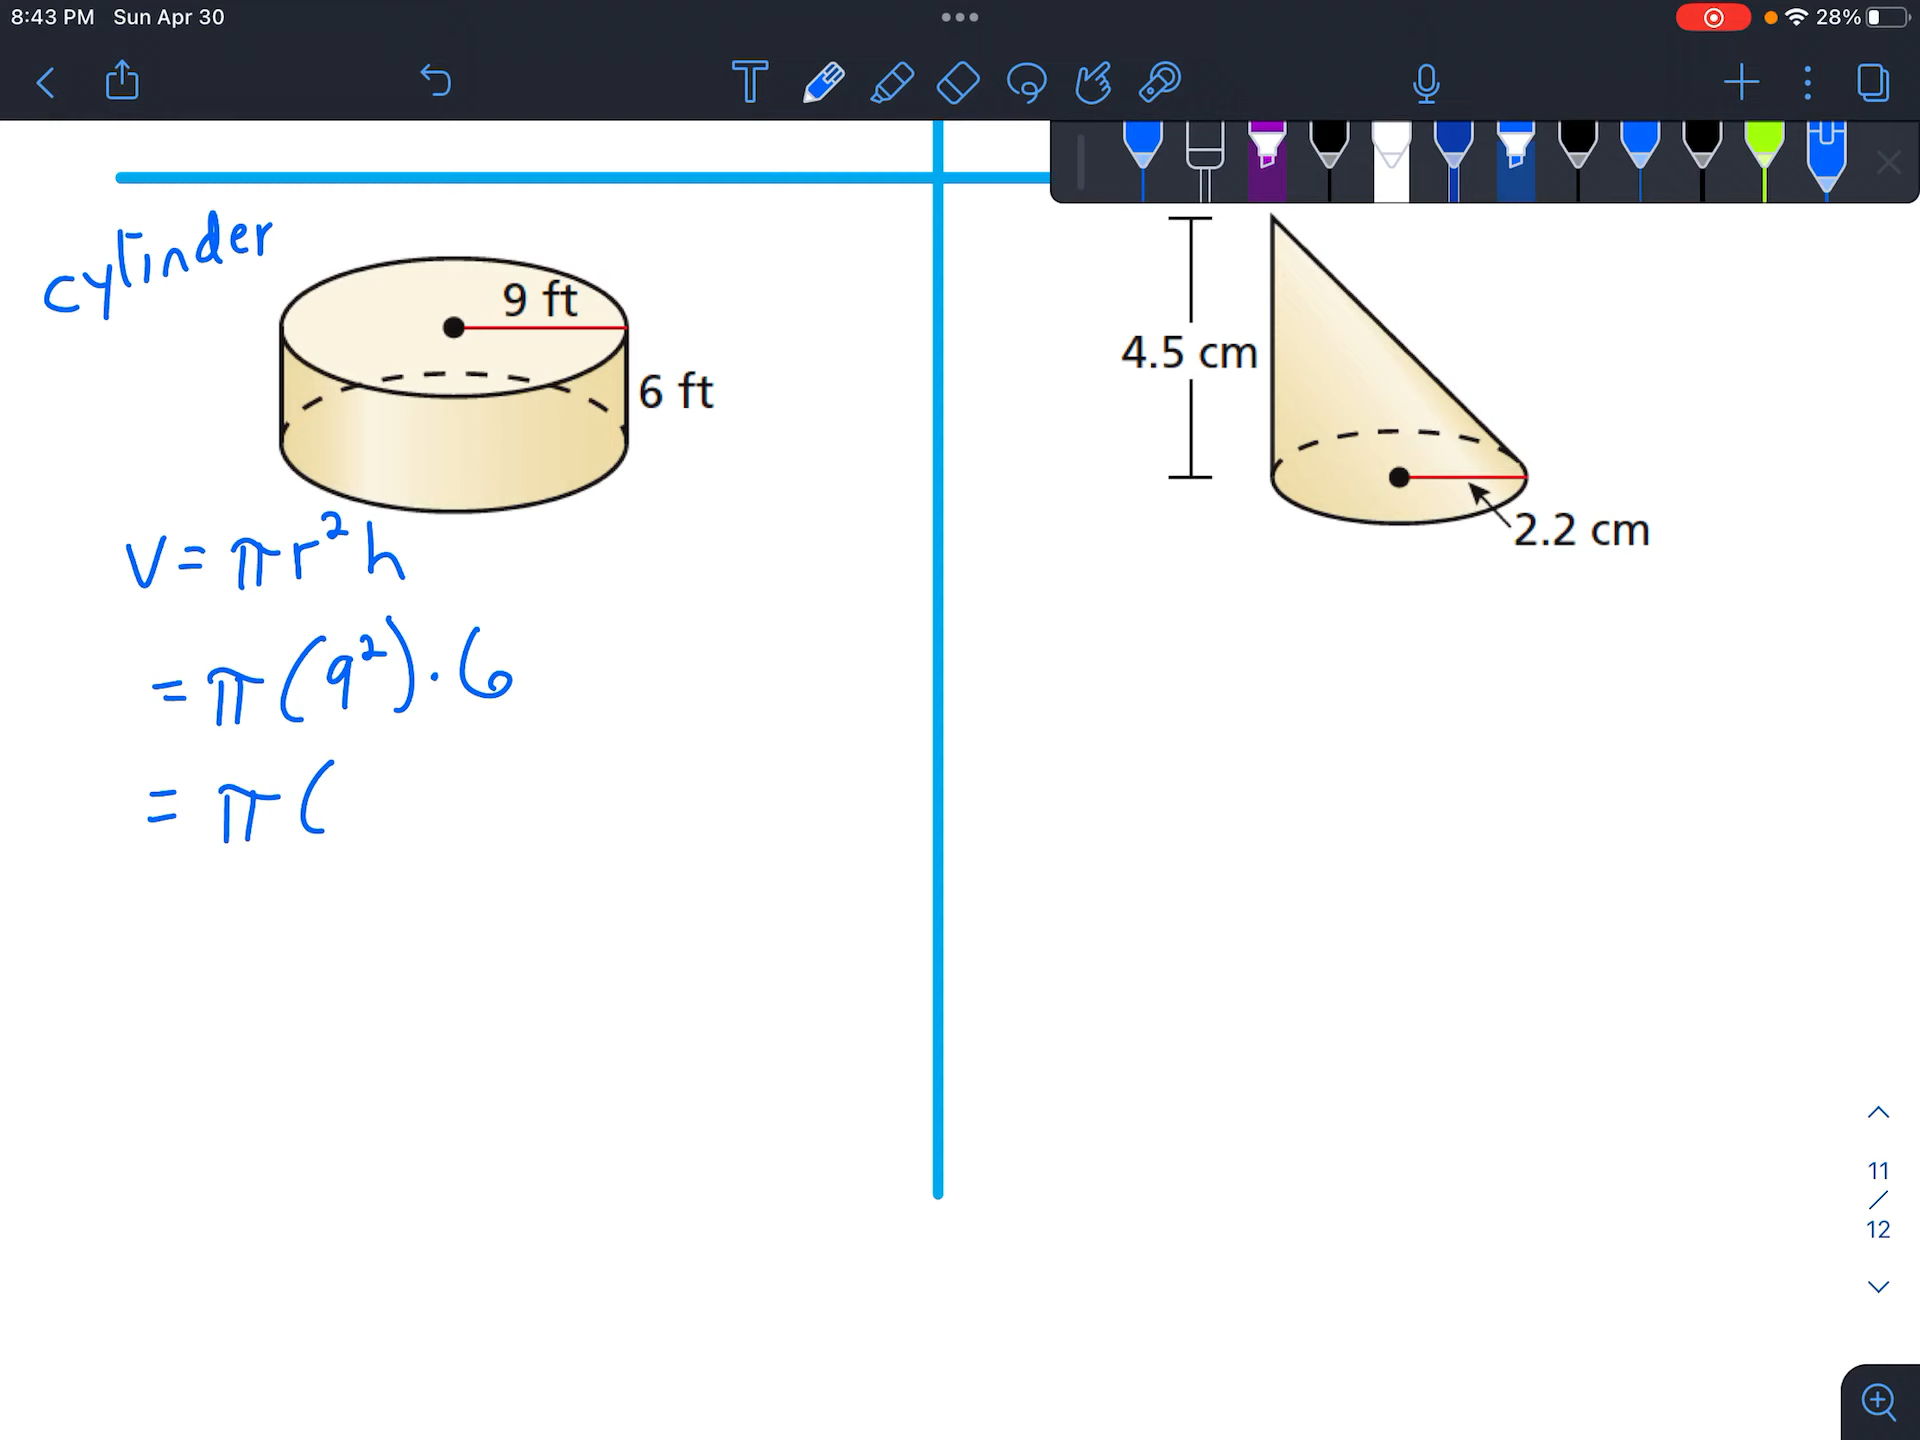 8:43 PM Sun Apr 30
28%
cylinder
9 ft
6 ft
V = πr²h
= π(9²)·6
= π(
4.5 cm
2.2 cm
11
/
12